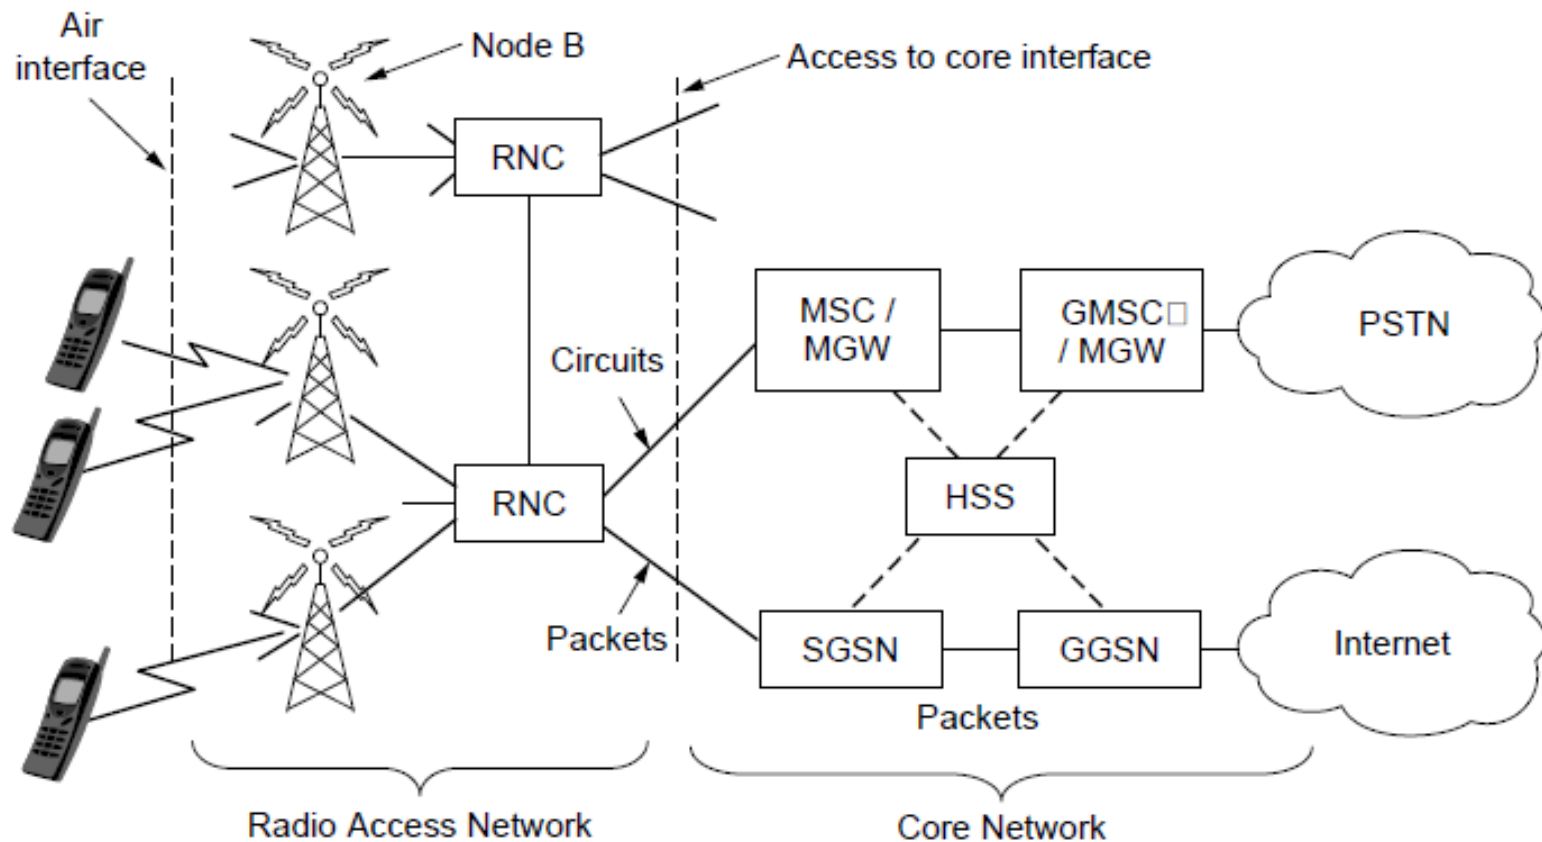 Air
interface
Node B
Access to core interface
RNC
MSC /
MGW
GMSC□
/ MGW
PSTN
Circuits
RNC
HSS
Packets
SGSN
GGSN
Internet
Packets
Radio Access Network
Core Network